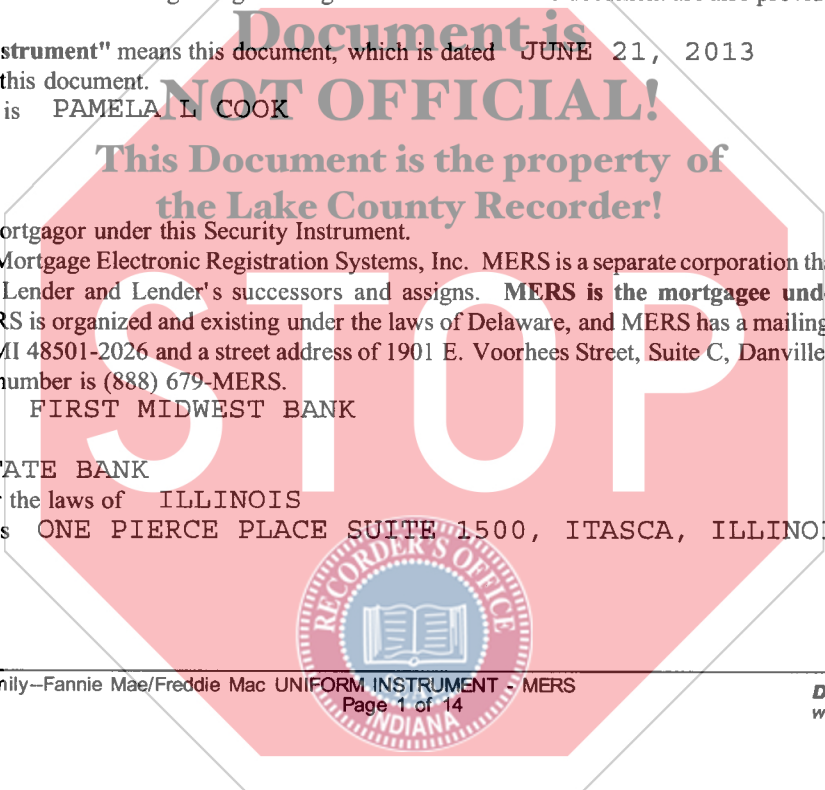 Document is
strument" means this document, which is dated JUNE 21, 2013
this document.
NOT OFFICIAL!
is PAMELA L COOK
This Document is the property of
the Lake County Recorder!
ortgagor under this Security Instrument.
Mortgage Electronic Registration Systems, Inc. MERS is a separate corporation tha
Lender and Lender's successors and assigns. MERS is the mortgagee und
RS is organized and existing under the laws of Delaware, and MERS has a mailing
MI 48501-2026 and a street address of 1901 E. Voorhees Street, Suite C, Danville
number is (888) 679-MERS.
FIRST MIDWEST BANK
STOP
ATE BANK
the laws of ILLINOIS
s ONE PIERCE PLACE SUITE 1500, ITASCA, ILLINOI
RECORDER'S OFFICE
nily--Fannie Mae/Freddie Mac UNIFORM INSTRUMENT - MERS
Page 1 of 14
INDIANA